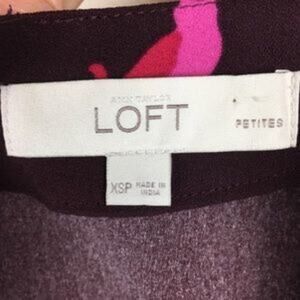 ANN TAYLOR
LOFT
PETITES
XSP
MADE IN
INDIA